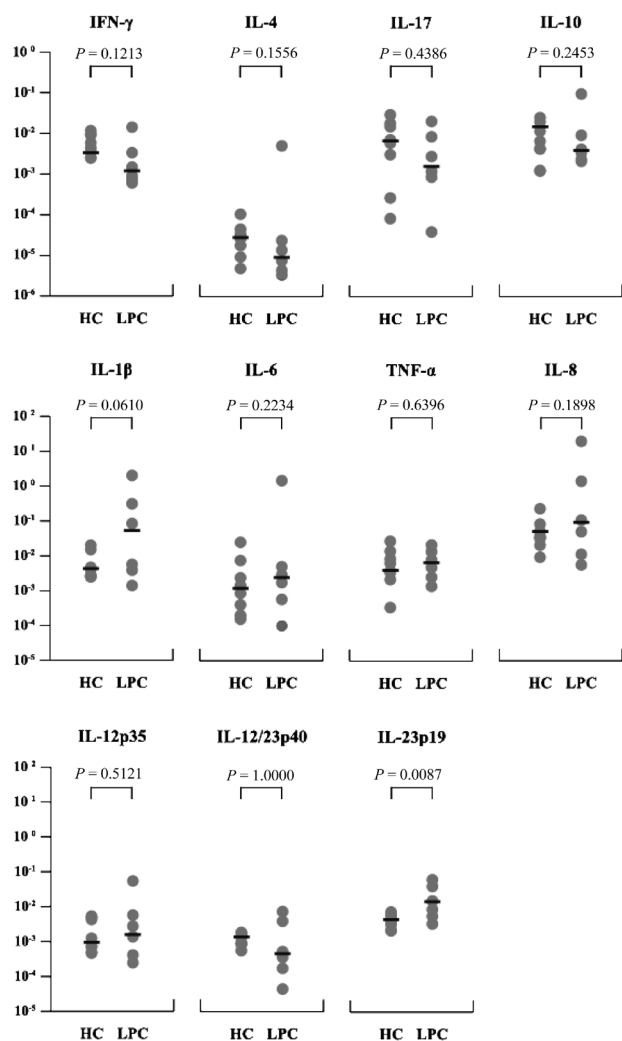 IFN-γ IL-4 IL-17 IL-10
P = 0.1213 P = 0.1556 P = 0.4386 P = 0.2453
10⁰
10⁻¹
10⁻²
10⁻³
10⁻⁴
10⁻⁵
10⁻⁶
HC LPC HC LPC HC LPC HC LPC
IL-1β IL-6 TNF-α IL-8
P = 0.0610 P = 0.2234 P = 0.6396 P = 0.1898
10²
10¹
10⁰
10⁻¹
10⁻²
10⁻³
10⁻⁴
10⁻⁵
HC LPC HC LPC HC LPC HC LPC
IL-12p35 IL-12/23p40 IL-23p19
P = 0.5121 P = 1.0000 P = 0.0087
10²
10¹
10⁰
10⁻¹
10⁻²
10⁻³
10⁻⁴
10⁻⁵
HC LPC HC LPC HC LPC